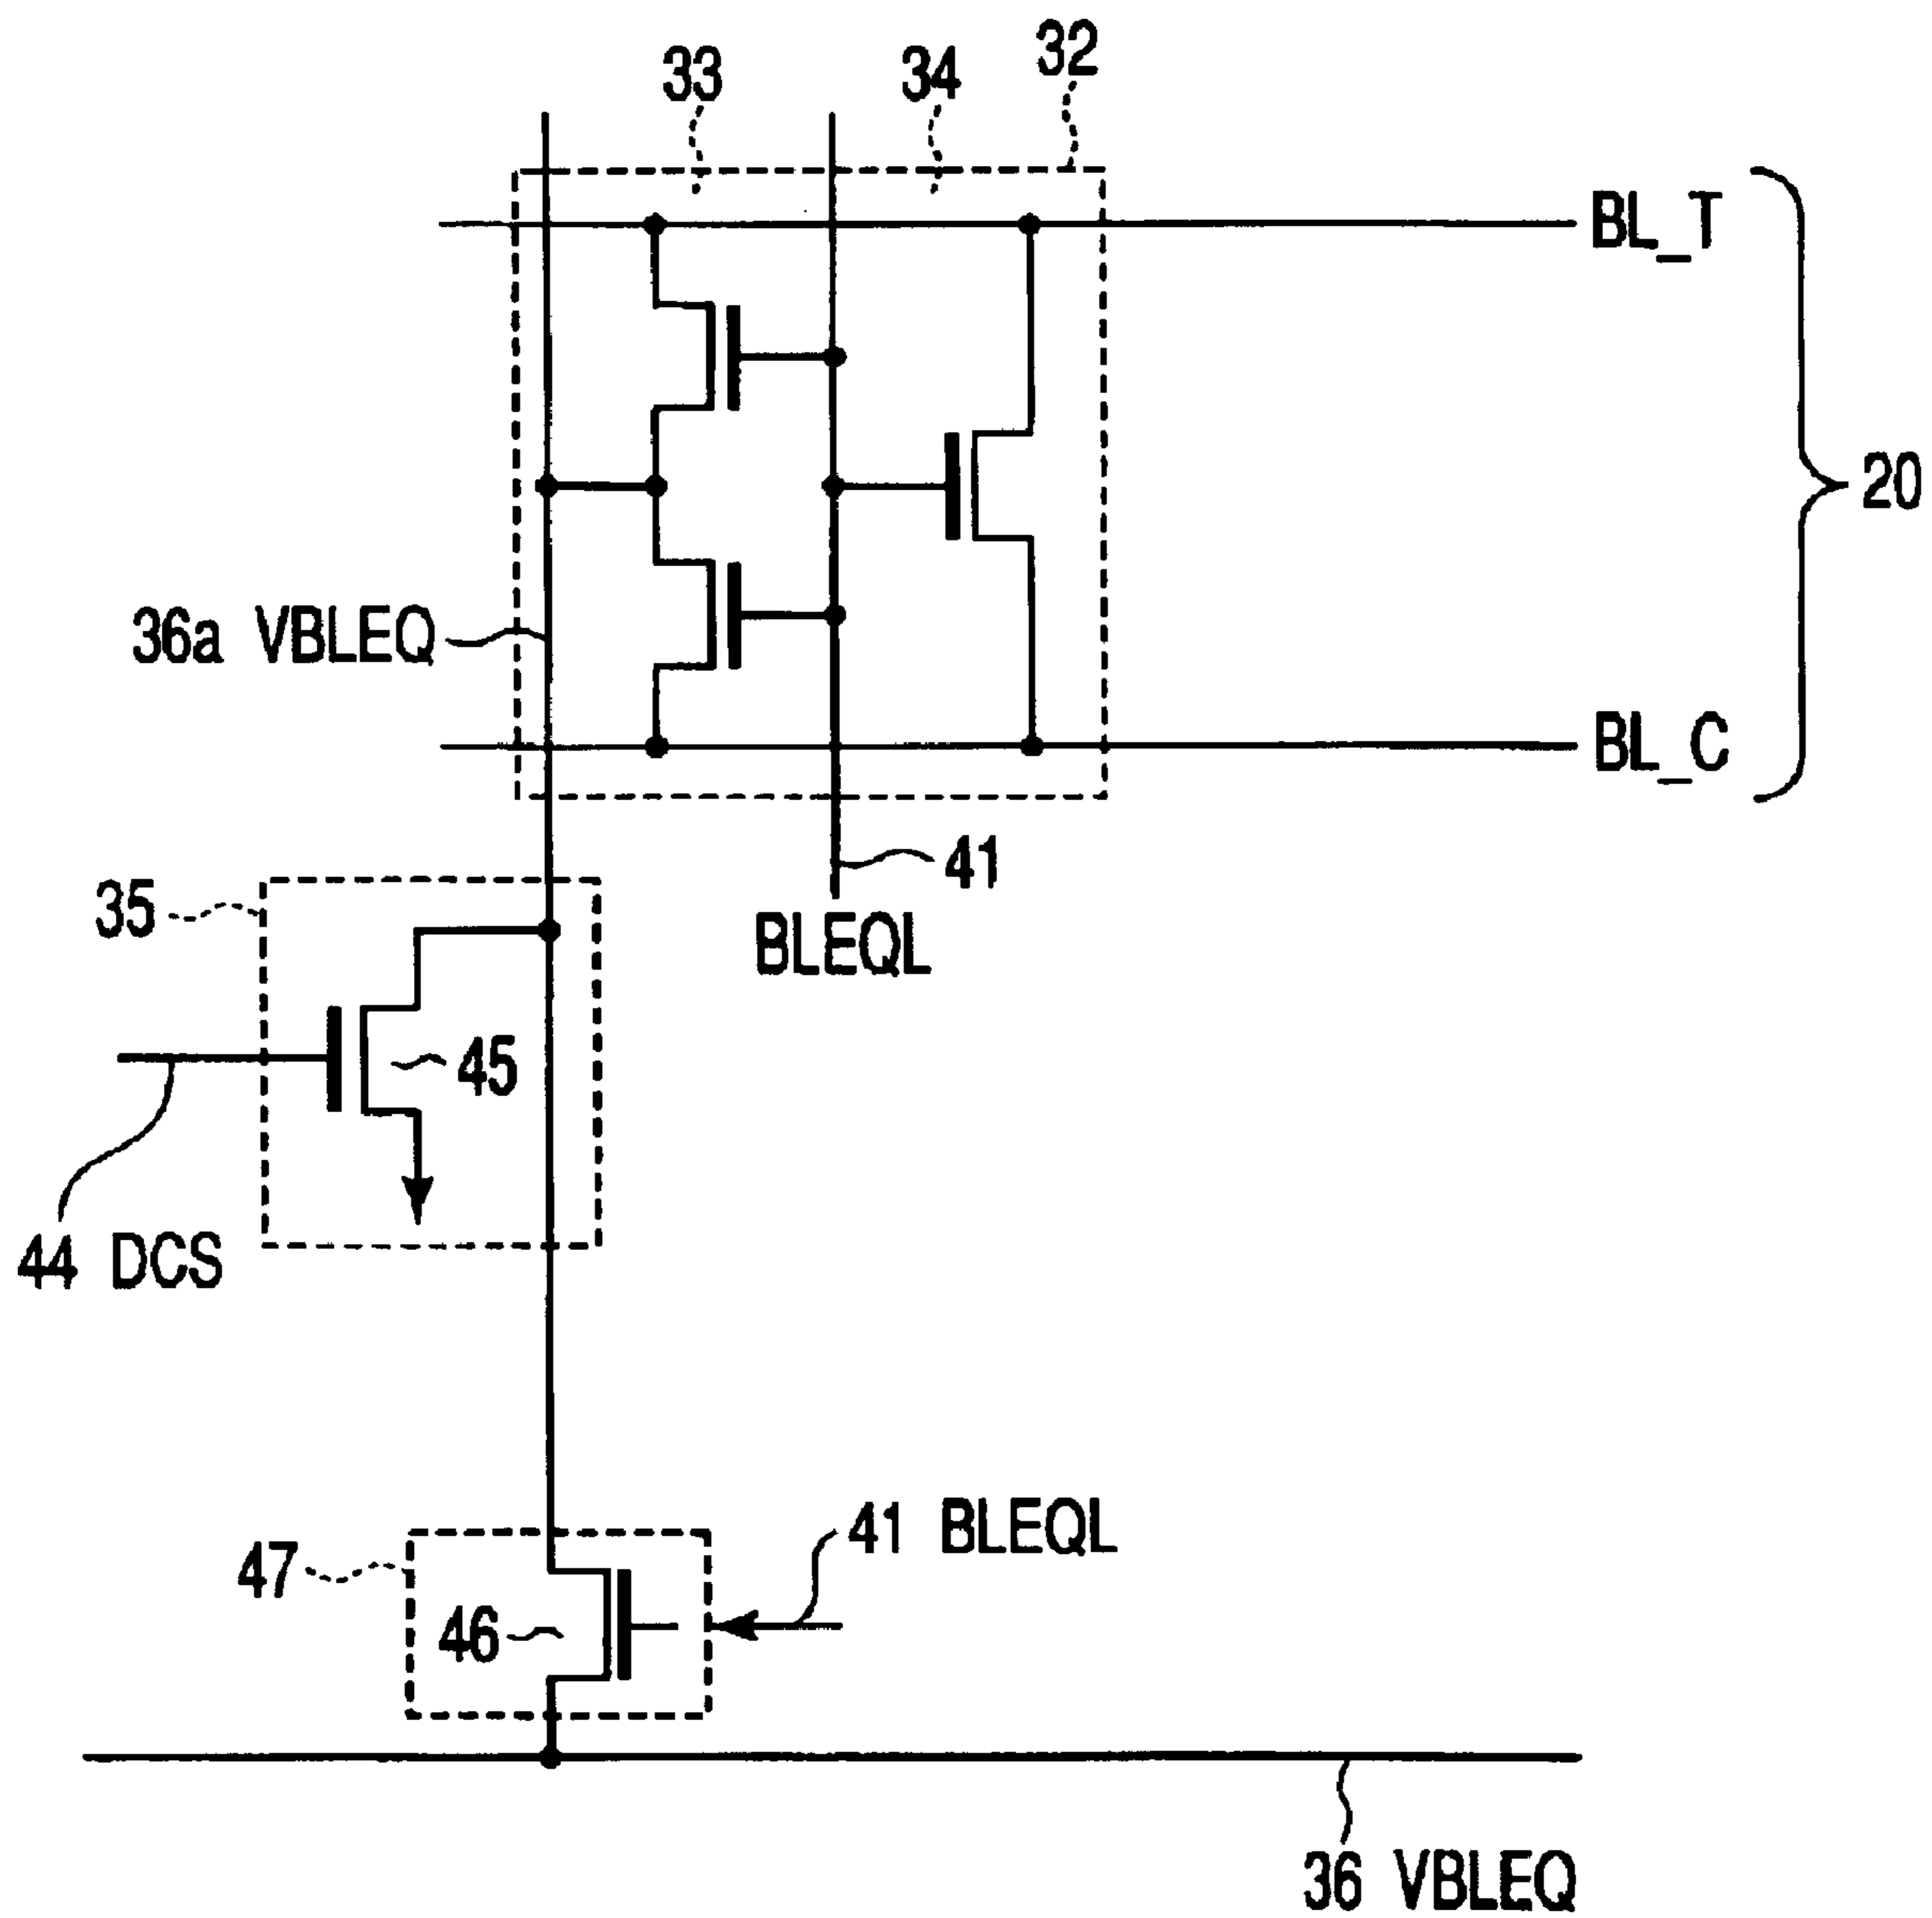 33
34
32
BL_T
20
36a VBLEQ
BL_C
41
35
BLEQL
45
44 DCS
41 BLEQL
47
46
36 VBLEQ